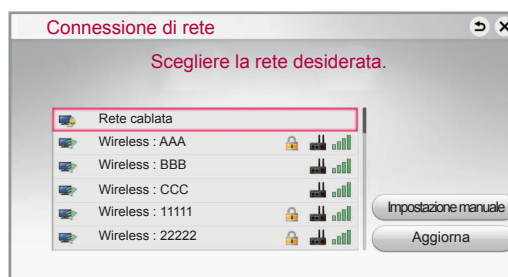 Connessione di rete
Scegliere la rete desiderata.
Rete cablata
Wireless : AAA
Wireless : BBB
Wireless : CCC
Wireless : 11111
Wireless : 22222
Impostazione manuale
Aggiorna